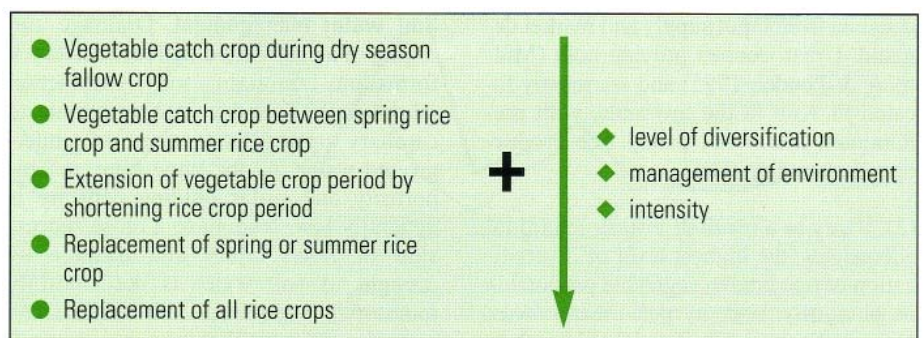 ● Vegetable catch crop during dry season
fallow crop
● Vegetable catch crop between spring rice
crop and summer rice crop
● Extension of vegetable crop period by
shortening rice crop period
● Replacement of spring or summer rice
crop
● Replacement of all rice crops
+
◆ level of diversification
◆ management of environment
◆ intensity